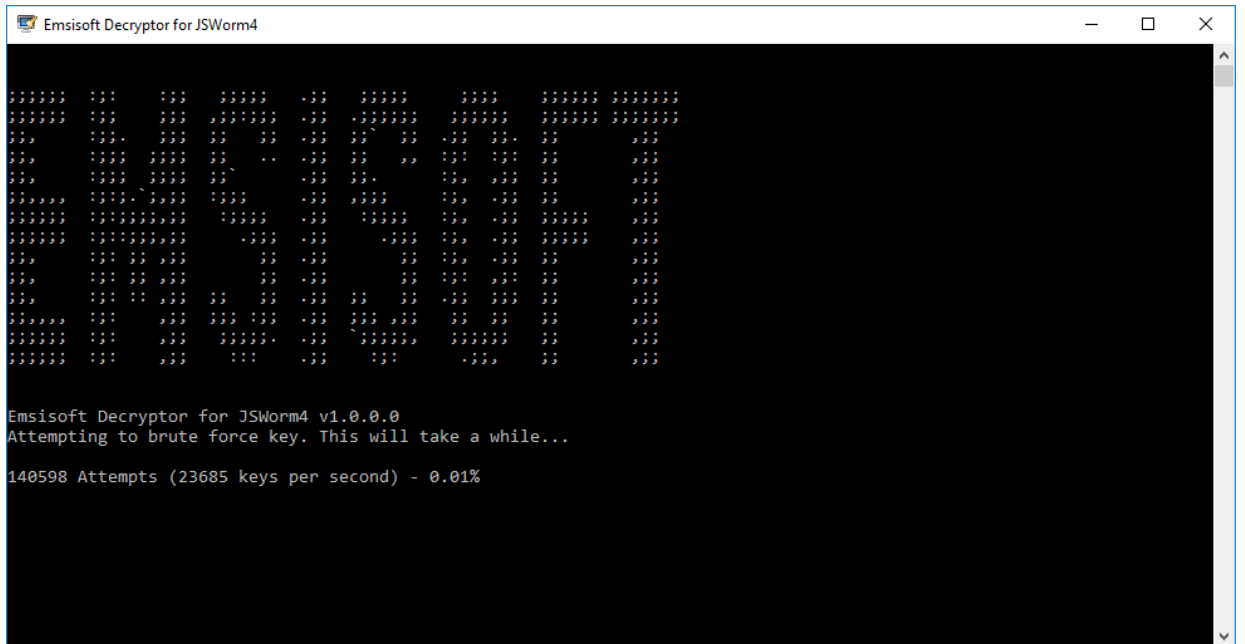 Emsisoft Decryptor for JSWorm4
EMSISOFT
Emsisoft Decryptor for JSWorm4 v1.0.0.0
Attempting to brute force key. This will take a while...
140598 Attempts (23685 keys per second) - 0.01%